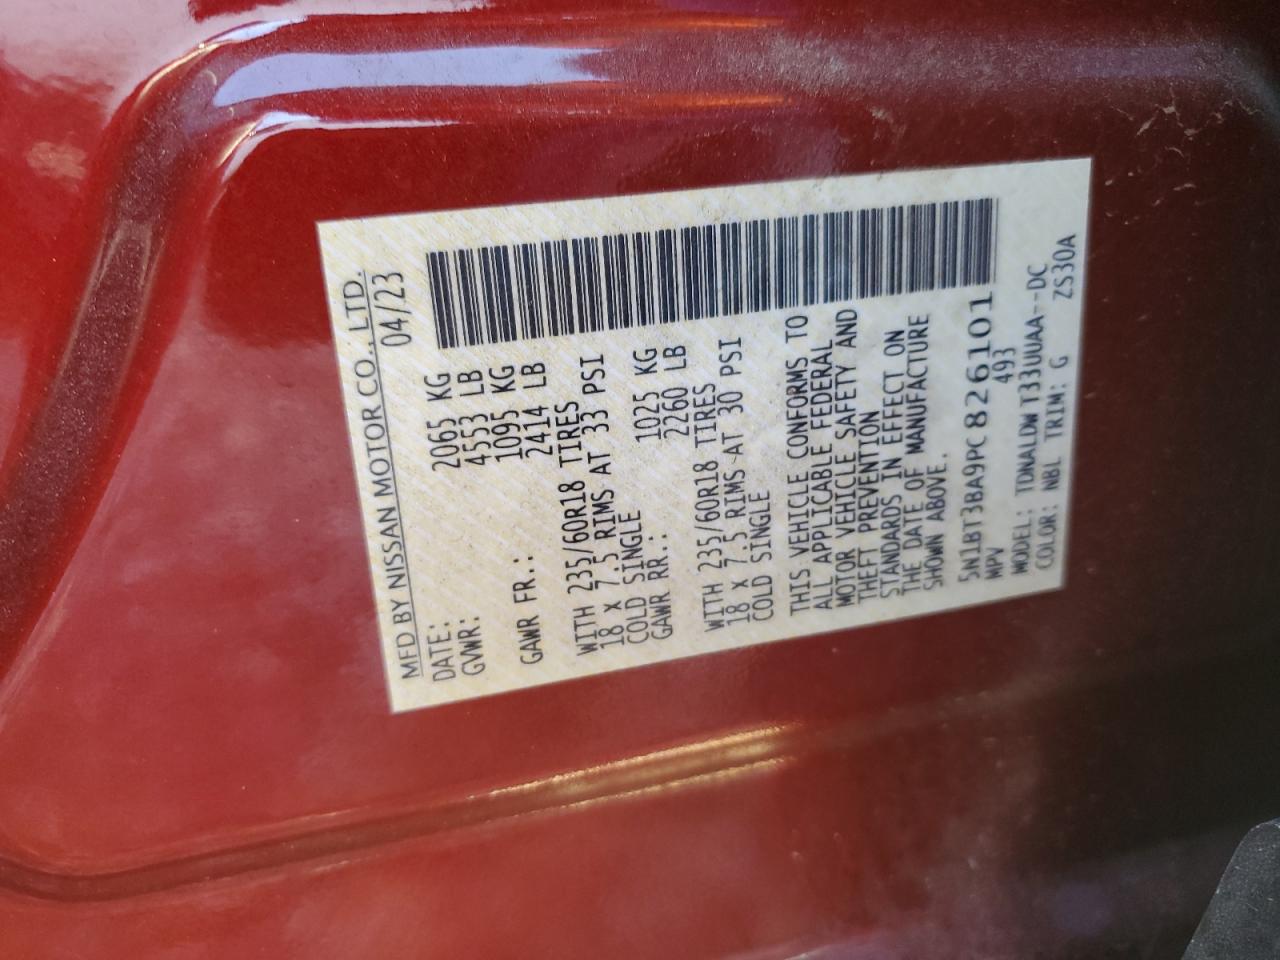 MFD BY NISSAN MOTOR CO., LTD.
DATE: 04/23
GVWR: 2065 KG
4553 LB
GAWR FR.: 1095 KG
2414 LB
WITH 235/60R18 TIRES
18 X 7.5 RIMS AT 33 PSI
COLD SINGLE
GAWR RR.: 1025 KG
2260 LB
WITH 235/60R18 TIRES
18 X 7.5 RIMS AT 30 PSI
COLD SINGLE
THIS VEHICLE CONFORMS TO
ALL APPLICABLE FEDERAL
MOTOR VEHICLE SAFETY AND
THEFT PREVENTION
STANDARDS IN EFFECT ON
THE DATE OF MANUFACTURE
SHOWN ABOVE.
5N1BT3BA9PC826101
MPV 493
MODEL: TDNALDW T33UUAA--DC
COLOR: NBL TRIM: G ZS30A